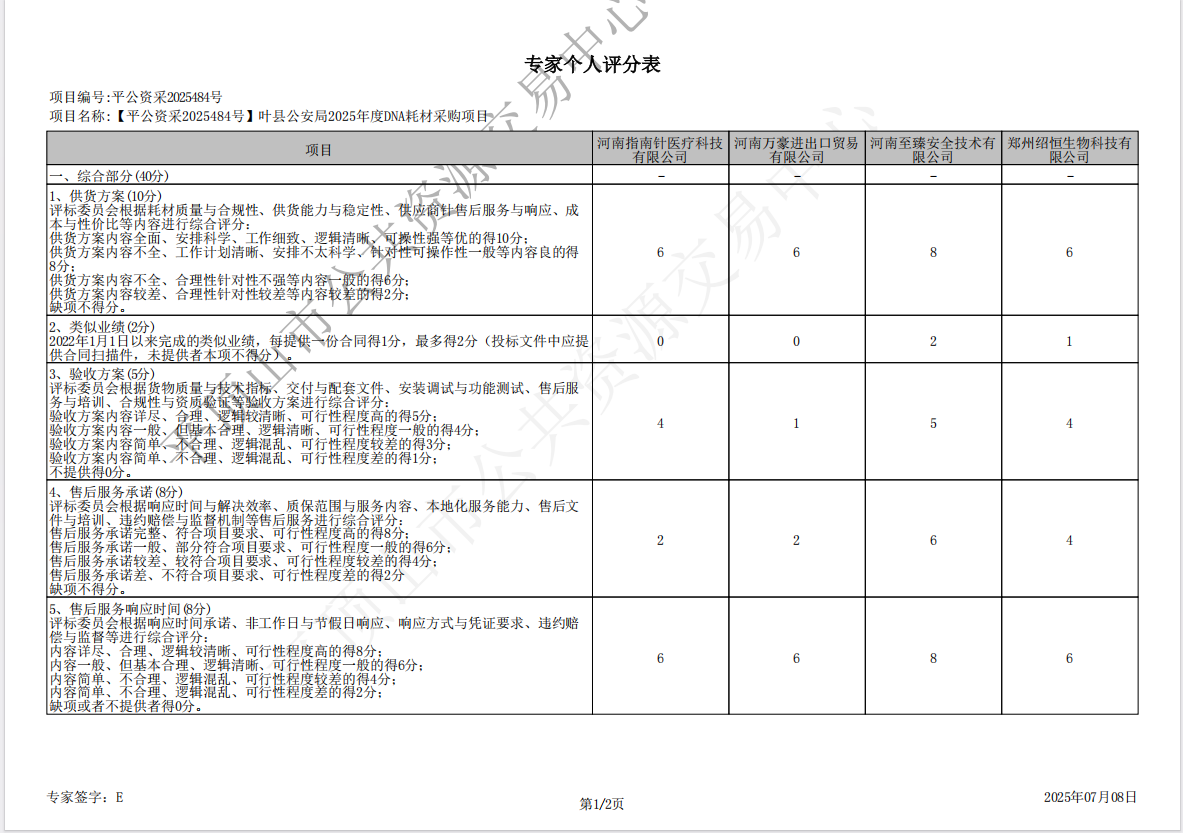 专家个人评分表
项目编号:平公资采2025484号
项目名称:【平公资采2025484号】叶县公安局2025年度DNA耗材采购项目
项目
河南指南针医疗科技
有限公司
河南万豪进出口贸易
有限公司
河南至臻安全技术有
限公司
郑州绍恒生物科技有
限公司
一、综合部分(40分)
－ － － －
1、供货方案(10分)
评标委员会根据耗材质量与合规性、供货能力与稳定性、供应商针售后服务与响应、成
本与性价比等内容进行综合评分:
供货方案内容全面、安排科学、工作细致、逻辑清晰、可操性强等优的得10分;
供货方案内容不全、工作计划清晰、安排不太科学、针对性可操作性一般等内容良的得
8分;
供货方案内容不全、合理性针对性不强等内容一般的得6分;
供货方案内容较差、合理性针对性较差等内容较差的得2分;
缺项不得分。
6 6 8 6
2、类似业绩(2分)
2022年1月1日以来完成的类似业绩，每提供一份合同得1分，最多得2分（投标文件中应提
供合同扫描件，未提供者本项不得分）。
0 0 2 1
3、验收方案(5分)
评标委员会根据货物质量与技术指标、交付与配套文件、安装调试与功能测试、售后服
务与培训、合规性与资质验证等验收方案进行综合评分:
验收方案内容详尽、合理、逻辑较清晰、可行性程度高的得5分;
验收方案内容一般、但基本合理、逻辑清晰、可行性程度一般的得4分;
验收方案内容简单、不合理、逻辑混乱、可行性程度较差的得3分;
验收方案内容简单、不合理、逻辑混乱、可行性程度差的得1分;
不提供得0分。
4 1 5 4
4、售后服务承诺(8分)
评标委员会根据响应时间与解决效率、质保范围与服务内容、本地化服务能力、售后文
件与培训、违约赔偿与监督机制等售后服务进行综合评分:
售后服务承诺完整、符合项目要求、可行性程度高的得8分;
售后服务承诺一般、部分符合项目要求、可行性程度一般的得6分;
售后服务承诺较差、较符合项目要求、可行性程度较差的得4分;
售后服务承诺差、不符合项目要求、可行性程度差的得2分
缺项不得分。
2 2 6 4
5、售后服务响应时间(8分)
评标委员会根据响应时间承诺、非工作日与节假日响应、响应方式与凭证要求、违约赔
偿与监督等进行综合评分:
内容详尽、合理、逻辑较清晰、可行性程度高的得8分;
内容一般、但基本合理、逻辑清晰、可行性程度一般的得6分;
内容简单、不合理、逻辑混乱、可行性程度较差的得4分;
内容简单、不合理、逻辑混乱、可行性程度差的得2分;
缺项或者不提供者得0分。
6 6 8 6
专家签字: E
第1/2页
2025年07月08日
平顶山市公共资源交易中心
平顶山市公共资源交易中心